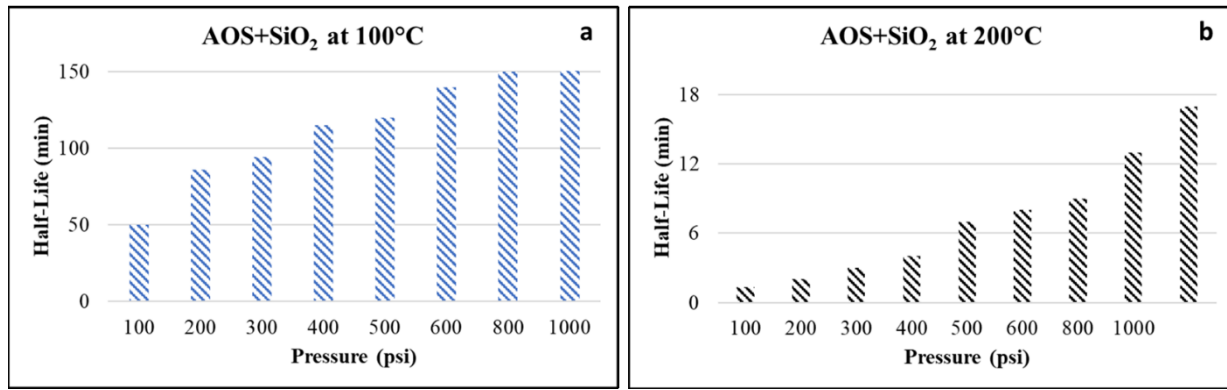 AOS+SiO₂ at 100°C
a
150
100
50
0
Half-Life (min)
100 200 300 400 500 600 800 1000
Pressure (psi)
AOS+SiO₂ at 200°C
b
18
12
6
0
Half-Life (min)
100 200 300 400 500 600 800 1000
Pressure (psi)